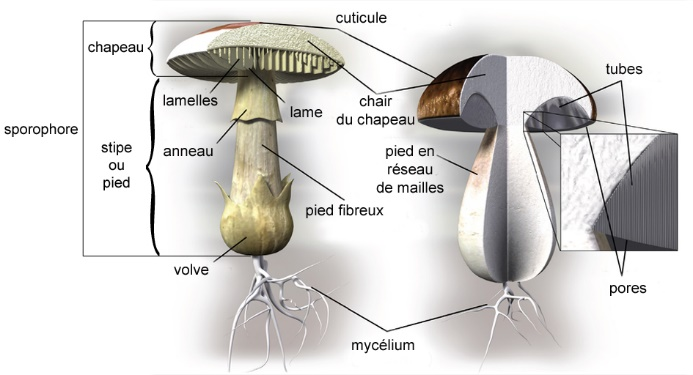 cuticule
chapeau
tubes
lamelles
lame
chair
du chapeau
sporophore
anneau
stipe
ou
pied
pied en
réseau
de mailles
pied fibreux
volve
pores
mycélium